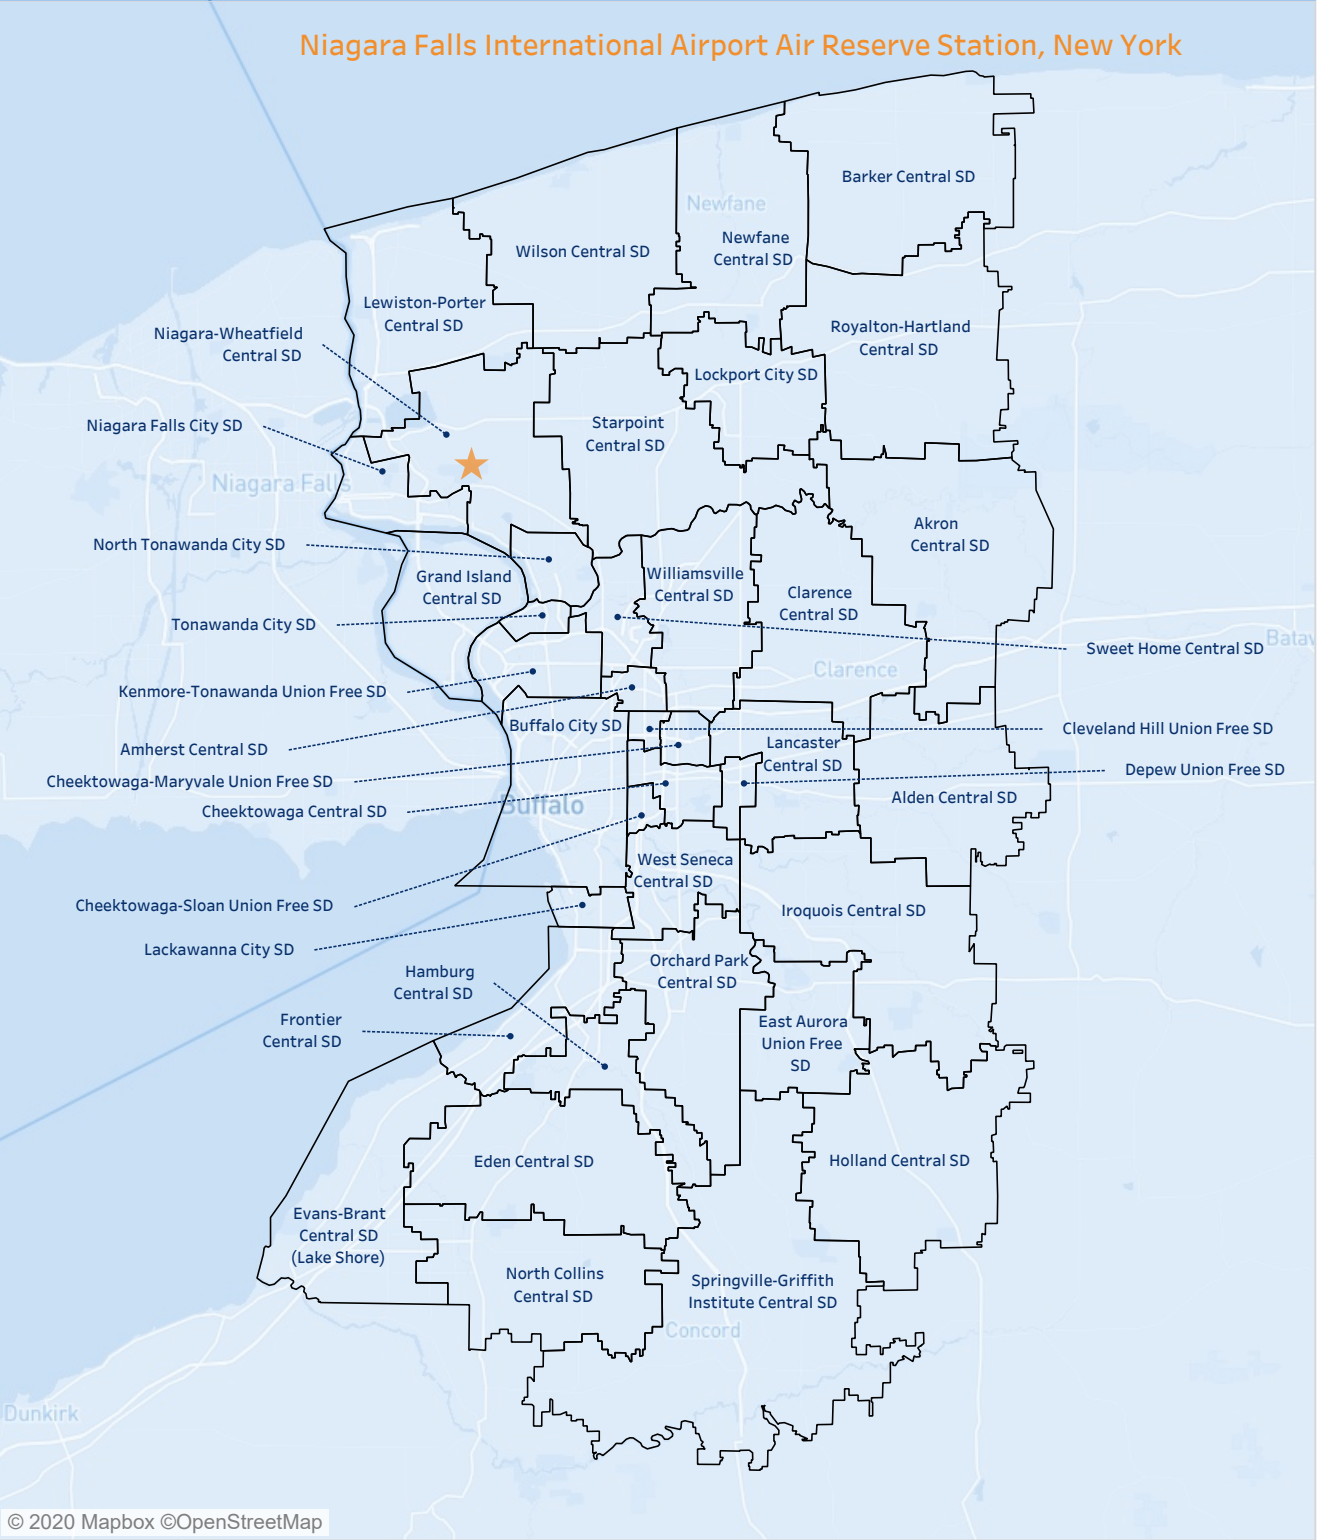 Niagara Falls International Airport Air Reserve Station, New York
Barker Central SD
Newfane
Newfane
Central SD
Wilson Central SD
Lewiston-Porter
Central SD
Niagara-Wheatfield
Central SD
Royalton-Hartland
Central SD
Lockport City SD
Niagara Falls City SD
Starpoint
Central SD
Niagara Falls
Akron
Central SD
North Tonawanda City SD
Grand Island
Central SD
Williamsville
Central SD
Clarence
Central SD
Tonawanda City SD
Sweet Home Central SD
Batav
Clarence
Kenmore-Tonawanda Union Free SD
Buffalo City SD
Cleveland Hill Union Free SD
Amherst Central SD
Lancaster
Central SD
Depew Union Free SD
Cheektowaga-Maryvale Union Free SD
Alden Central SD
Buffalo
Cheektowaga Central SD
West Seneca
Central SD
Cheektowaga-Sloan Union Free SD
Iroquois Central SD
Lackawanna City SD
Orchard Park
Central SD
Hamburg
Central SD
Frontier
Central SD
East Aurora
Union Free
SD
Eden Central SD
Holland Central SD
Evans-Brant
Central SD
(Lake Shore)
North Collins
Central SD
Springville-Griffith
Institute Central SD
Concord
Dunkirk
© 2020 Mapbox ©OpenStreetMap